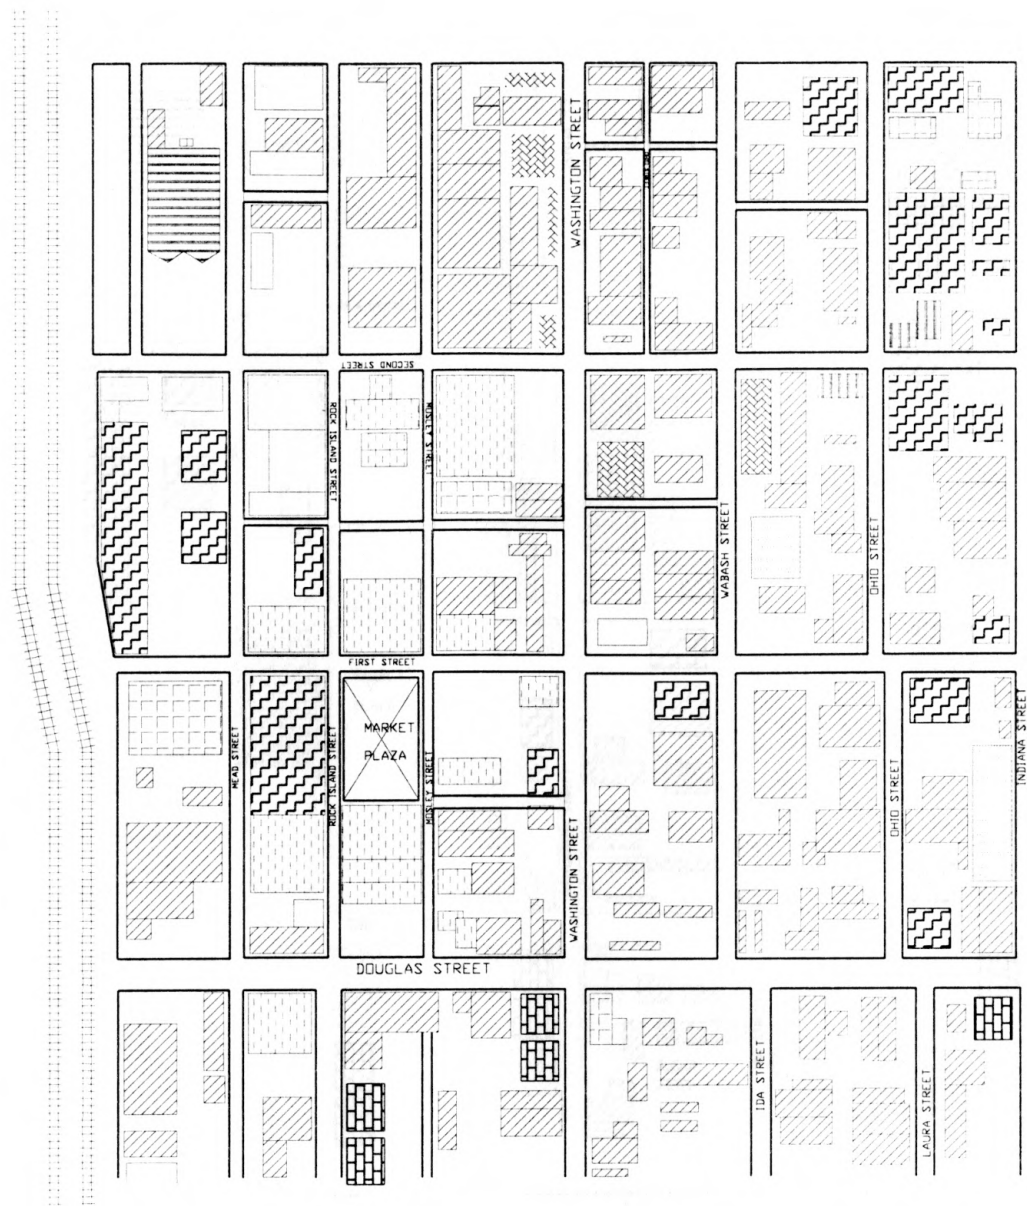 WASHINGTON STREET
SECOND STREET
ROCK ISLAND STREET
MOSLEY STREET
WABASH STREET
OHIO STREET
FIRST STREET
MEAD STREET
ROCK ISLAND STREET
MARKET
PLAZA
MOSLEY STREET
WASHINGTON STREET
OHIO STREET
INDIANA STREET
DOUGLAS STREET
IDA STREET
LAURA STREET